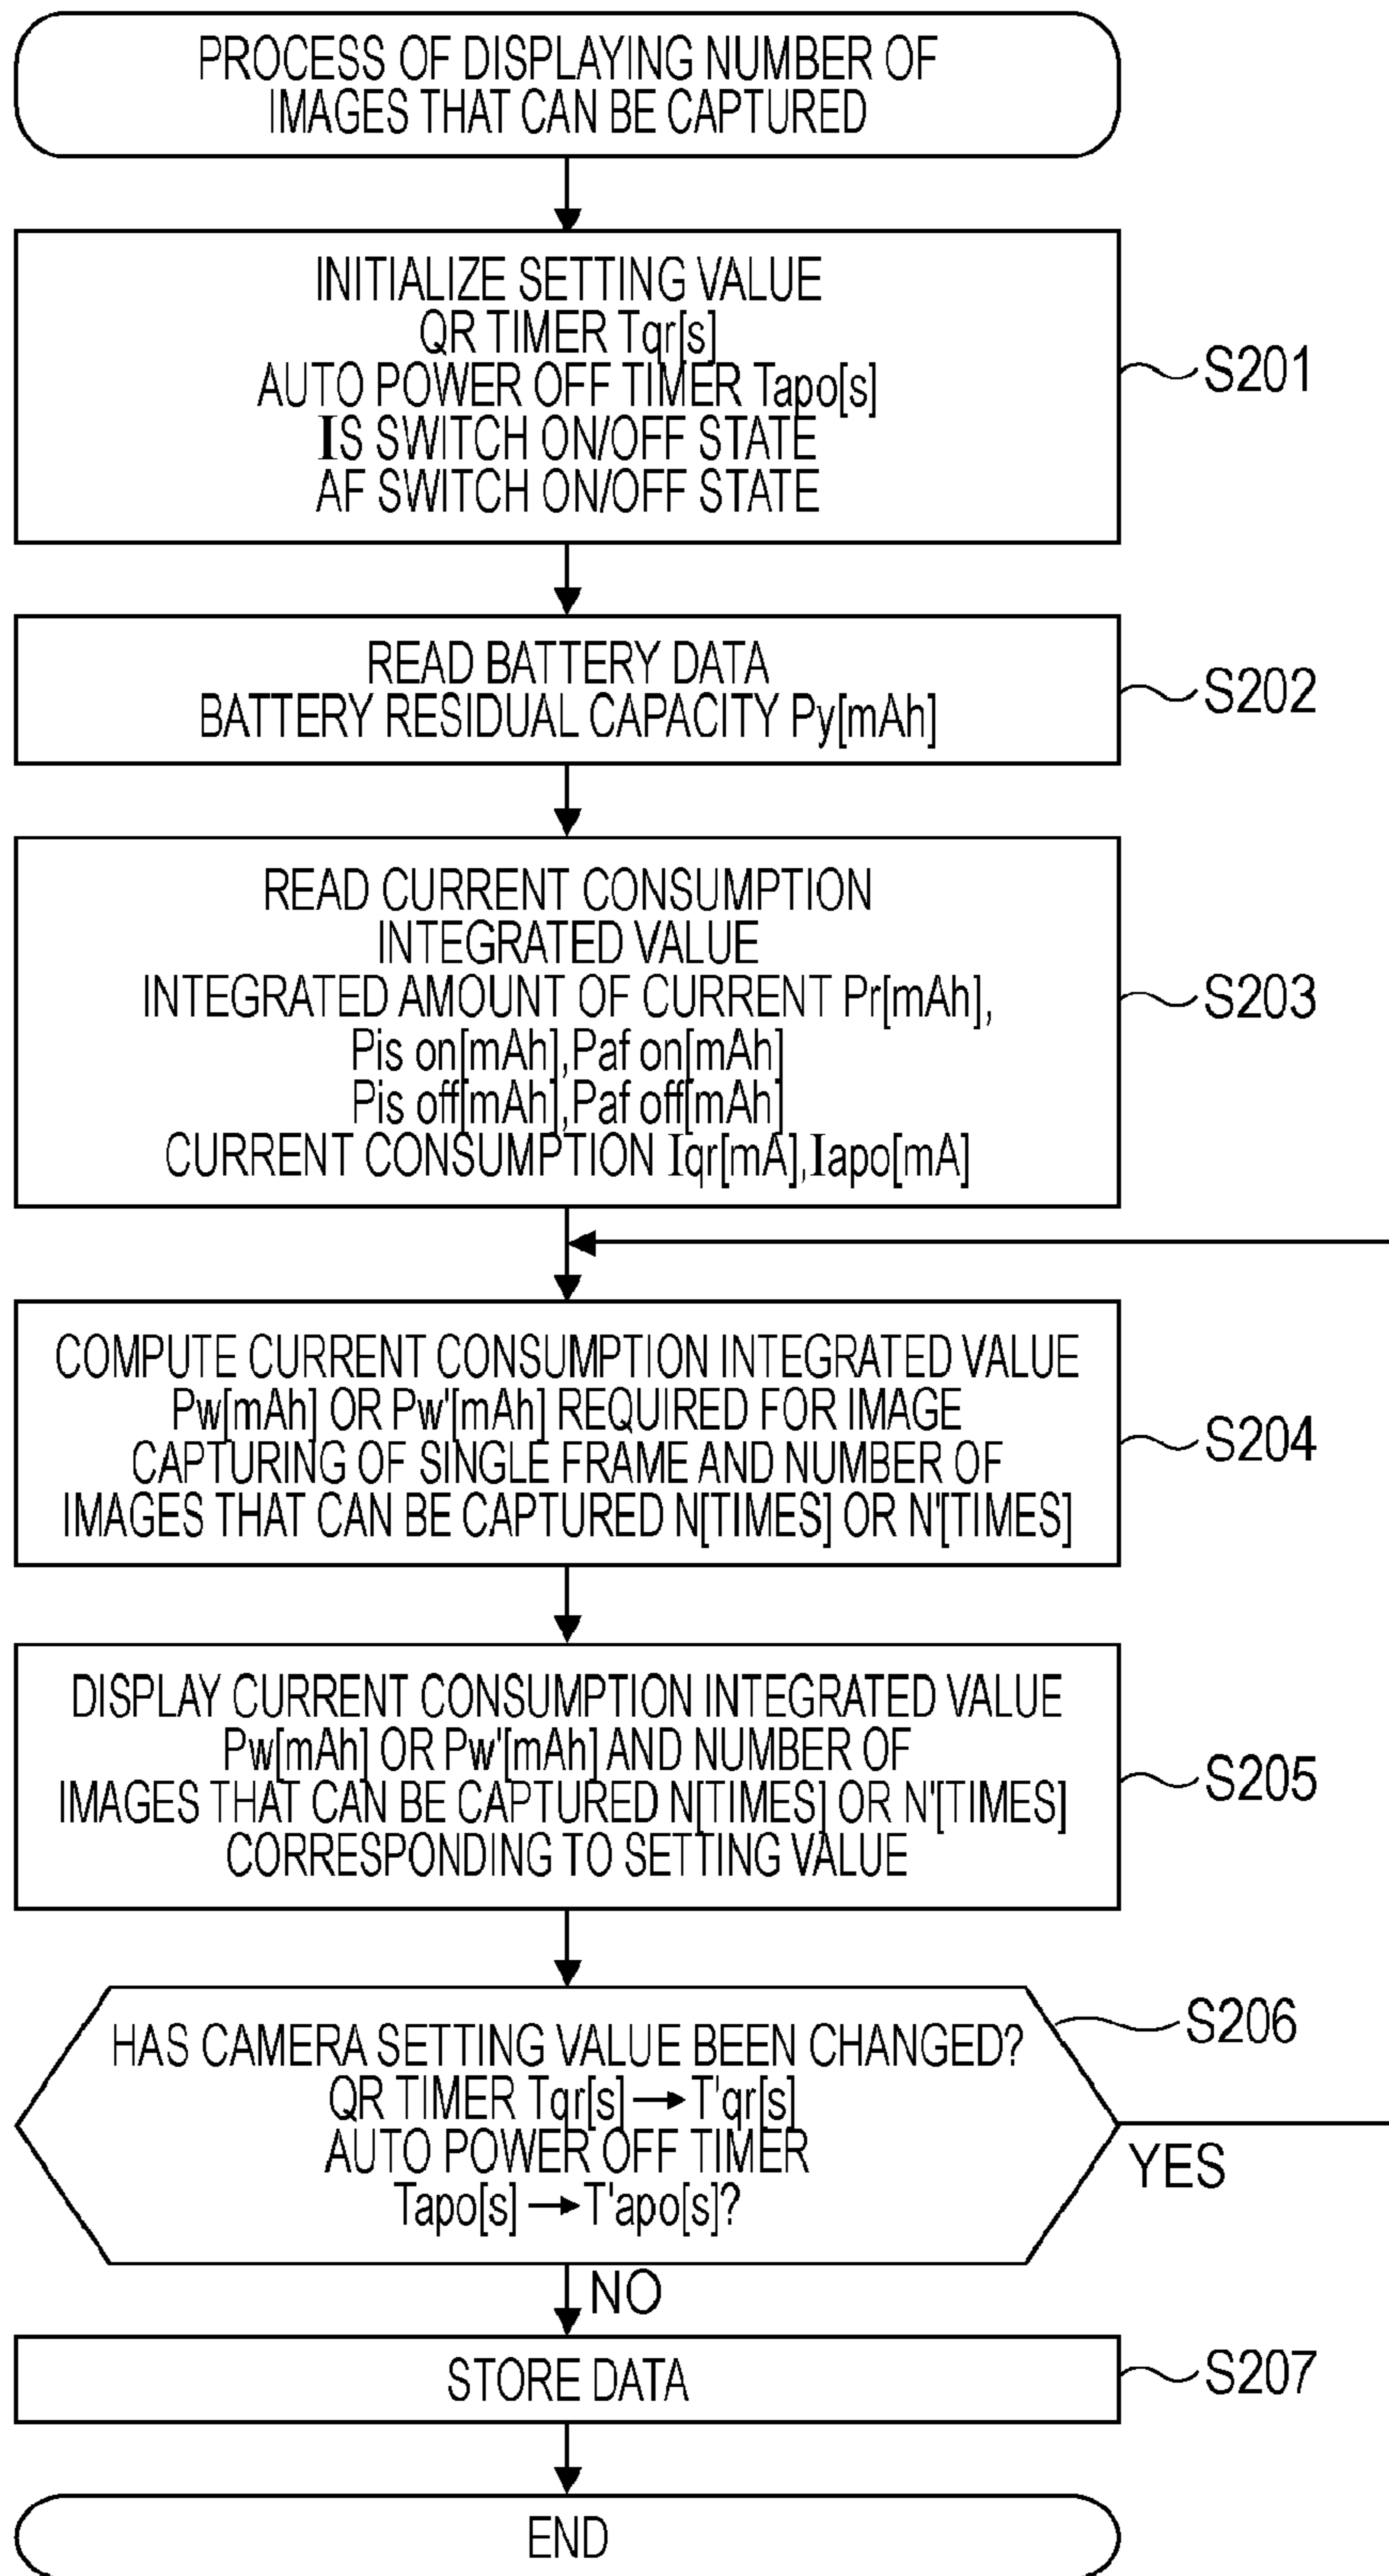 PROCESS OF DISPLAYING NUMBER OF
IMAGES THAT CAN BE CAPTURED
INITIALIZE SETTING VALUE
QR TIMER Tqr[s]
AUTO POWER OFF TIMER Tapo[s]
IS SWITCH ON/OFF STATE
AF SWITCH ON/OFF STATE
S201
READ BATTERY DATA
BATTERY RESIDUAL CAPACITY Py[mAh]
S202
READ CURRENT CONSUMPTION
INTEGRATED VALUE
INTEGRATED AMOUNT OF CURRENT Pr[mAh],
Pis on[mAh],Paf on[mAh]
Pis off[mAh],Paf off[mAh]
CURRENT CONSUMPTION Iqr[mA],Iapo[mA]
S203
COMPUTE CURRENT CONSUMPTION INTEGRATED VALUE
Pw[mAh] OR Pw'[mAh] REQUIRED FOR IMAGE
CAPTURING OF SINGLE FRAME AND NUMBER OF
IMAGES THAT CAN BE CAPTURED N[TIMES] OR N'[TIMES]
S204
DISPLAY CURRENT CONSUMPTION INTEGRATED VALUE
Pw[mAh] OR Pw'[mAh] AND NUMBER OF
IMAGES THAT CAN BE CAPTURED N[TIMES] OR N'[TIMES]
CORRESPONDING TO SETTING VALUE
S205
HAS CAMERA SETTING VALUE BEEN CHANGED?
QR TIMER Tqr[s] → T'qr[s]
AUTO POWER OFF TIMER
Tapo[s] → T'apo[s]?
S206
YES
NO
STORE DATA
S207
END